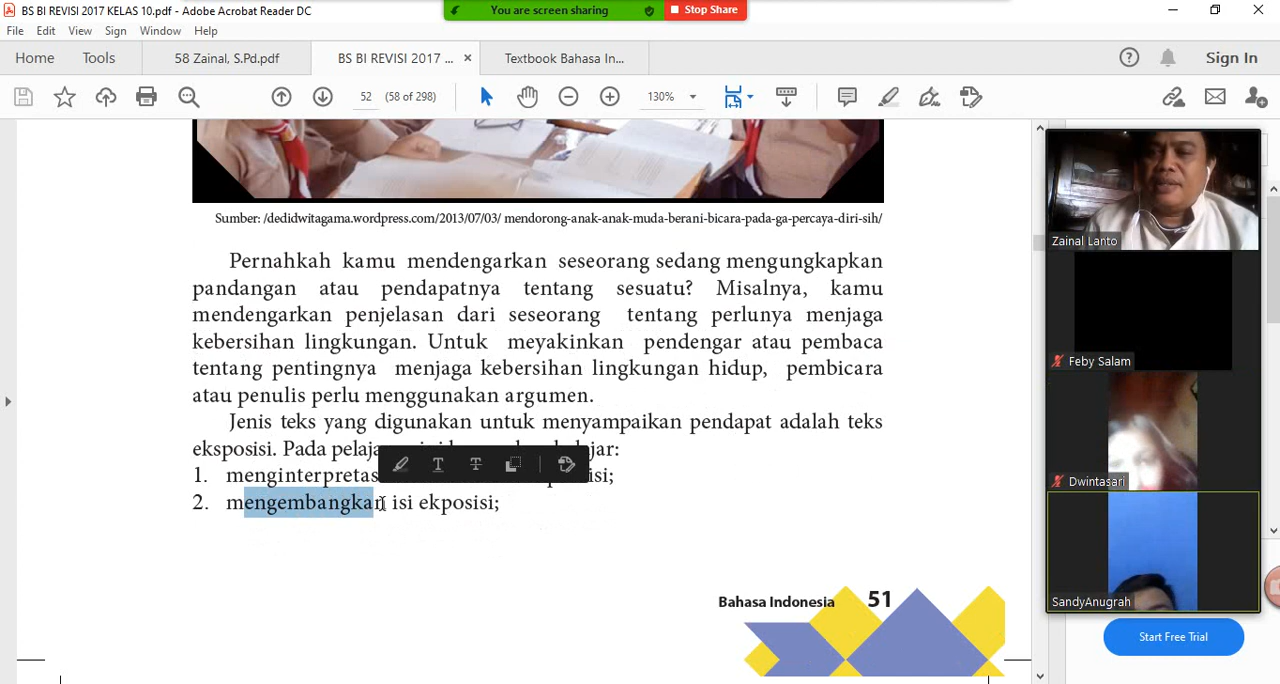 BS BI REVISI 2017 KELAS 10.pdf - Adobe Acrobat Reader DC
You are screen sharing
Stop Share
File Edit View Sign Window Help
Home Tools 58 Zainal, S.Pd.pdf BS BI REVISI 2017 ... Textbook Bahasa In... Sign In
52 (58 of 298) 130%
Sumber: /dedidwitagama.wordpress.com/2013/07/03/ mendorong-anak-anak-muda-berani-bicara-pada-ga-percaya-diri-sih/
Pernahkah kamu mendengarkan seseorang sedang mengungkapkan
pandangan atau pendapatnya tentang sesuatu? Misalnya, kamu
mendengarkan penjelasan dari seseorang tentang perlunya menjaga
kebersihan lingkungan. Untuk meyakinkan pendengar atau pembaca
tentang pentingnya menjaga kebersihan lingkungan hidup, pembicara
atau penulis perlu menggunakan argumen.
Jenis teks yang digunakan untuk menyampaikan pendapat adalah teks
eksposisi. Pada
1. menginterpretas
2. mengembangkan isi ekposisi;
Bahasa Indonesia 51
Zainal Lanto
Feby Salam
Dwintasari
SandyAnugrah
Start Free Trial